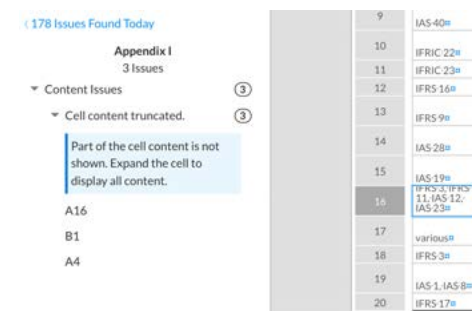 ‹ 178 Issues Found Today
Appendix I
3 Issues
Content Issues
3
Cell content truncated.
3
Part of the cell content is not
shown. Expand the cell to
display all content.
A16
B1
A4
9
IAS·40¤
10
IFRIC·22¤
11
IFRIC·23¤
12
IFRS·16¤
13
IFRS·9¤
14
IAS·28¤
15
IAS·19¤
16
IFRS·3,·IFRS·
11,·IAS·12,·
IAS·23¤
17
various¤
18
IFRS·3¤
19
IAS·1,·IAS·8¤
20
IFRS·17¤